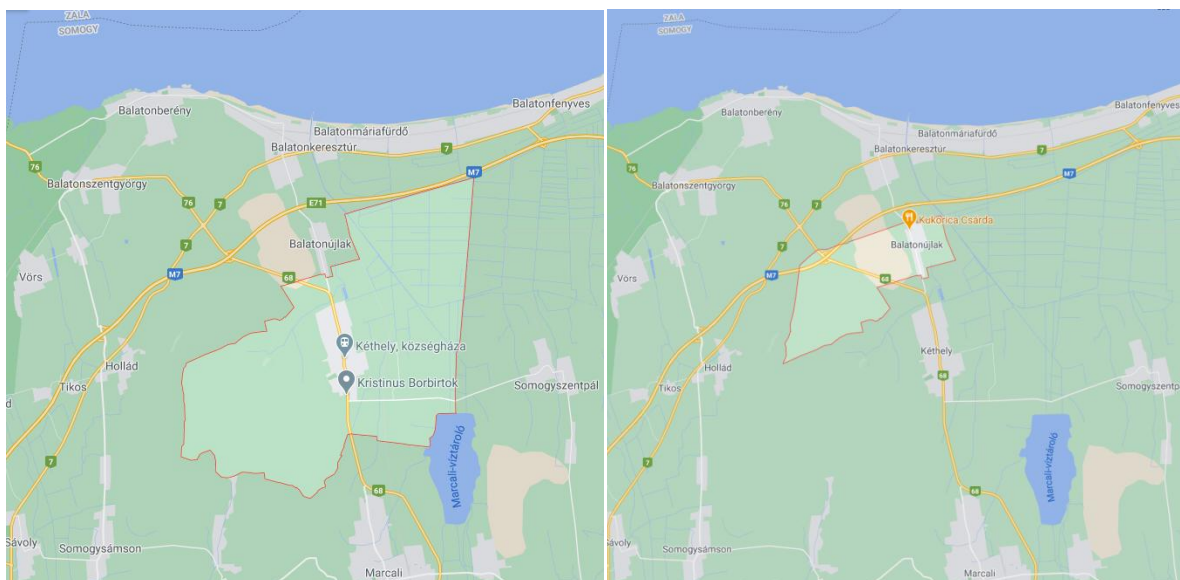 ZALA
SOMOGY
Balatonberény
Balatonfenyves
Balatonmáriafürdő
7
Balatonkeresztúr
76
M7
Balatonszentgyörgy
76
7
E71
Balatonújlak
7
Vörs
M7
68
Kéthely, községháza
Hollád
Tikos
d
Kristinus Borbirtok
Somogyszentpál
7
Marcali-víztároló
68
Sávoly
Somogysámson
Marcali
ZALA
SOMOGY
Balatonfenyves
Balatonberény
Balatonmáriafürdő
7
Balatonkeresztúr
76
M7
Balatonszentgyörgy
76
7
Kukorica Csárda
Balatonújlak
Vörs
7
M7
68
Kéthely
Hollád
68
Tikos
Somogyszentp
7
Marcali-víztároló
68
Sávoly
Somogysámson
Marcali